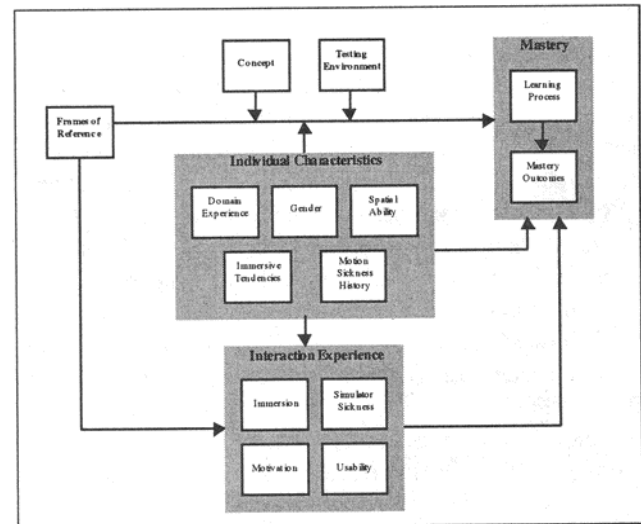 Mastery
Concept
Testing
Environment
Learning
Process
Frames of
Reference
Mastery
Outcomes
Individual Characteristics
Domain
Experience
Gender
Spatial
Ability
Immersive
Tendencies
Motion
Sickness
History
Interaction Experience
Immersion
Simulator
Sickness
Motivation
Usability